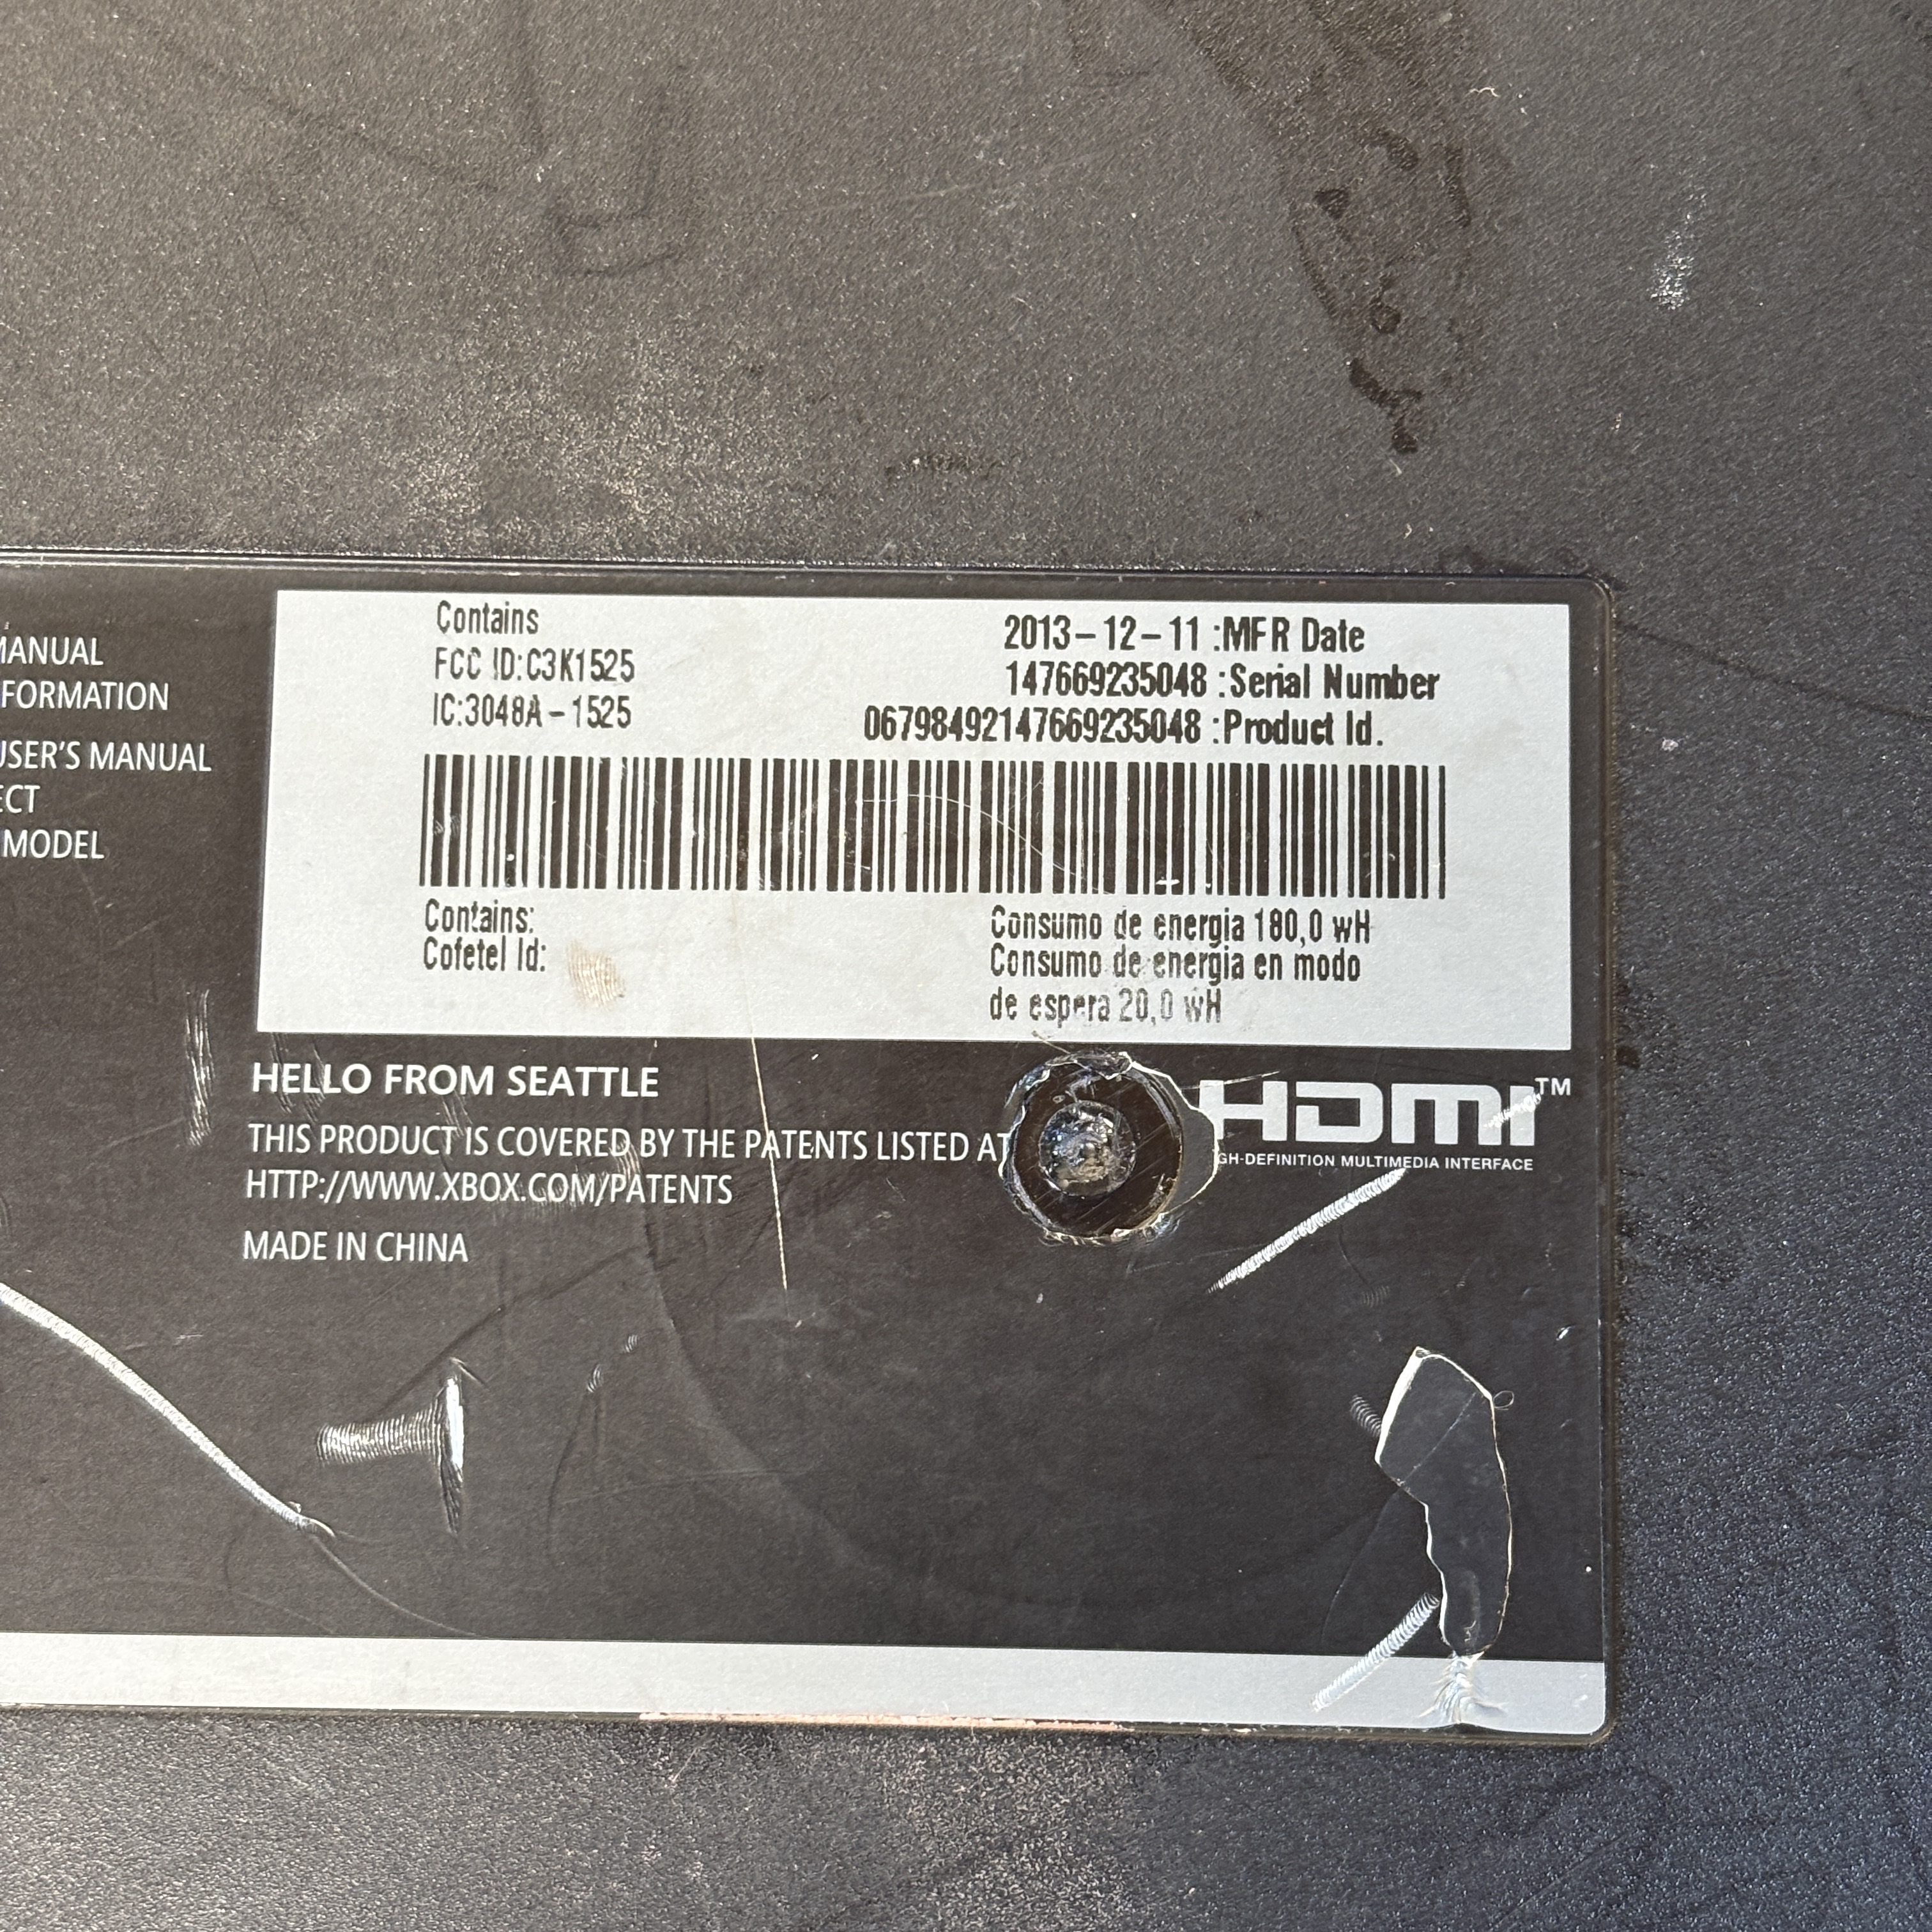 MANUAL
FORMATION
USER'S MANUAL
ECT
MODEL
Contains
FCC ID:C3K1525
IC:3048A-1525
2013-12-11 :MFR Date
147669235048 :Serial Number
06798492147669235048 :Product Id.
Contains:
Cofetel Id:
Consumo de energia 180,0 wH
Consumo de energia en modo
de espera 20,0 wH
HELLO FROM SEATTLE
THIS PRODUCT IS COVERED BY THE PATENTS LISTED AT
HTTP://WWW.XBOX.COM/PATENTS
MADE IN CHINA
HDMI™
GH-DEFINITION MULTIMEDIA INTERFACE